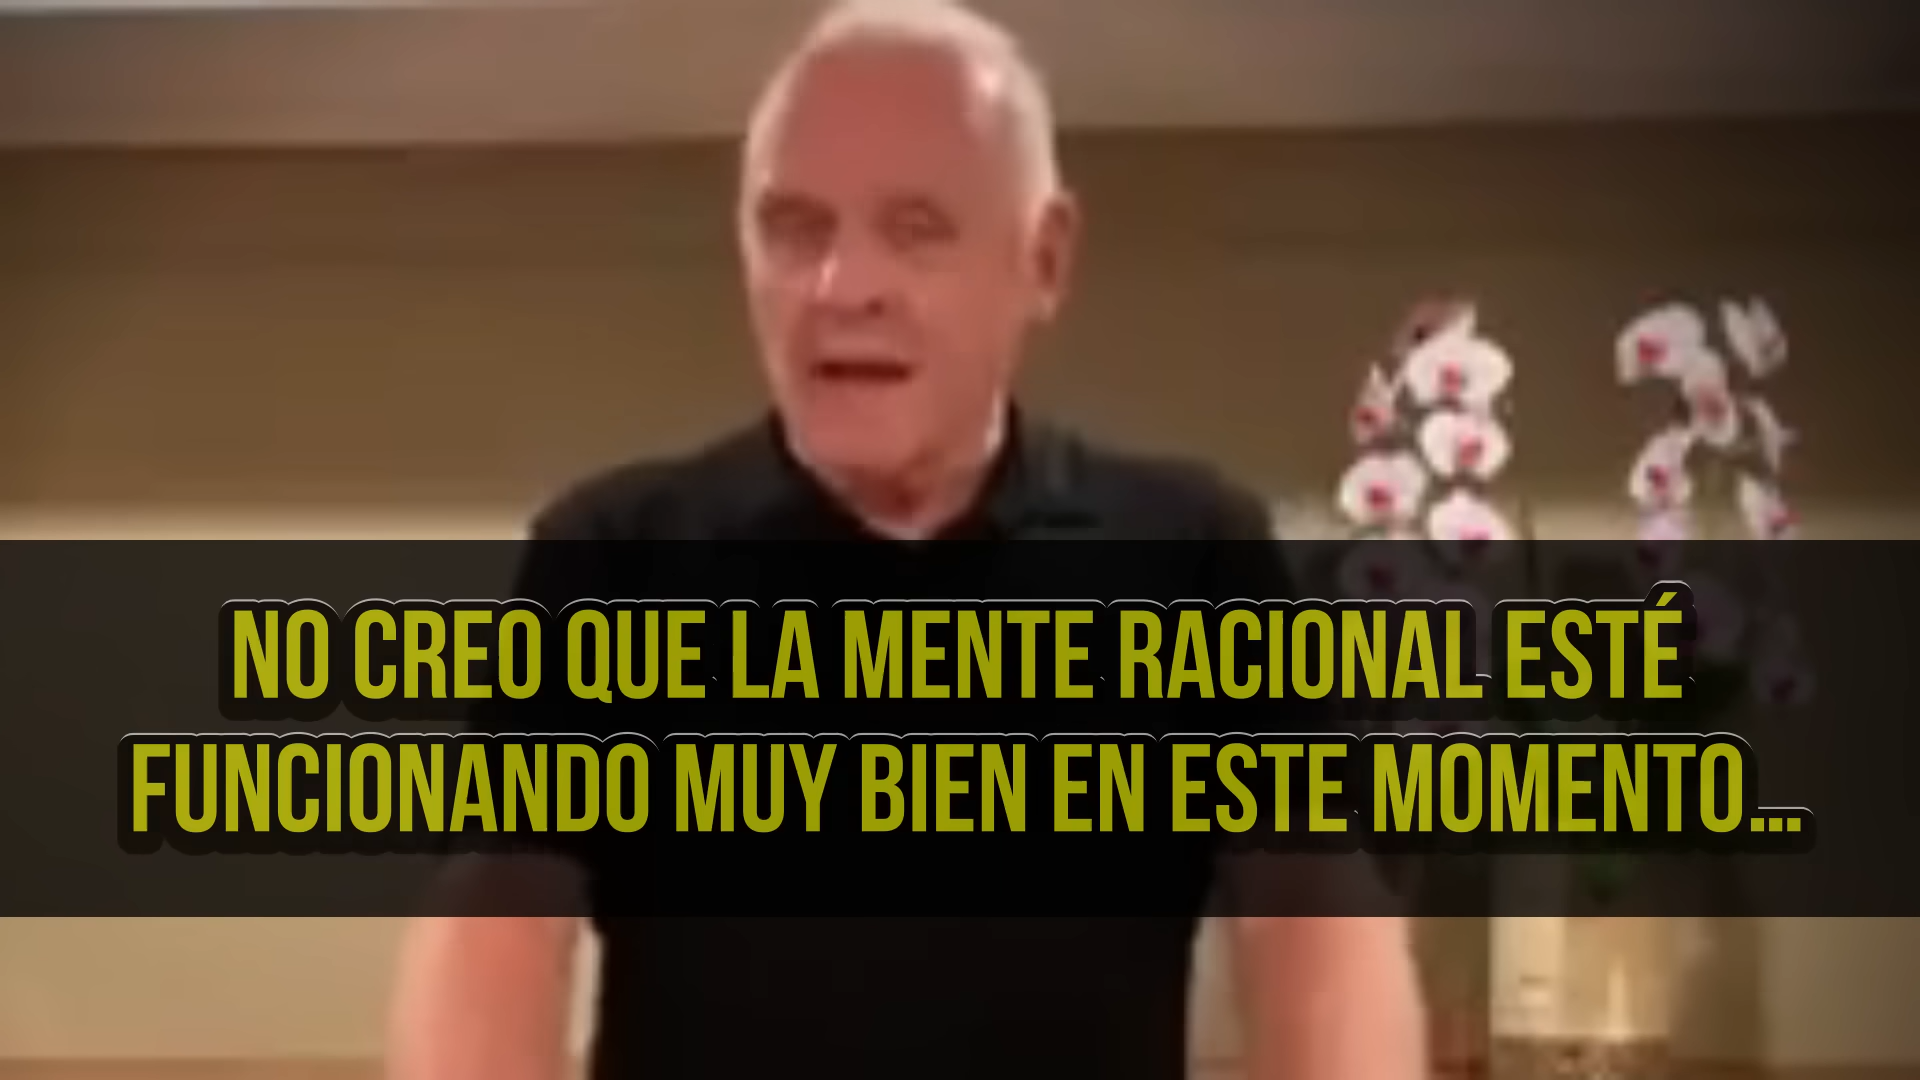 NO CREO QUE LA MENTE RACIONAL ESTÉ
FUNCIONANDO MUY BIEN EN ESTE MOMENTO...